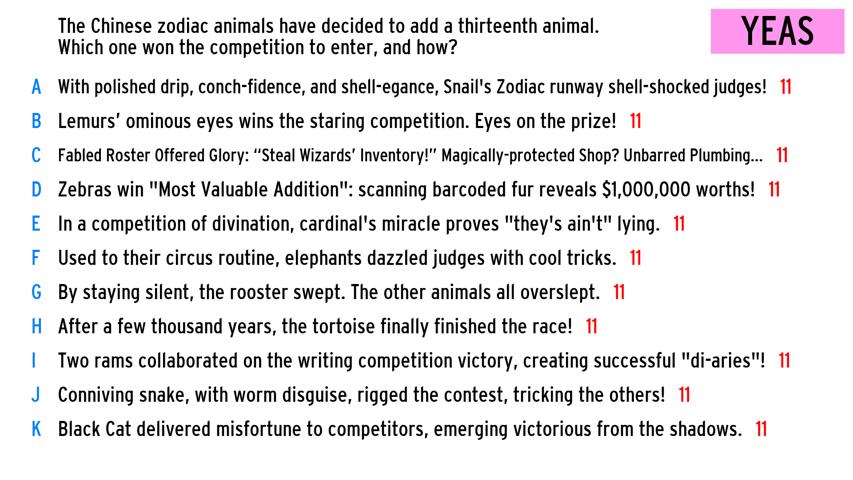 The Chinese zodiac animals have decided to add a thirteenth animal.
Which one won the competition to enter, and how?
YEAS
A With polished drip, conch-fidence, and shell-egance, Snail's Zodiac runway shell-shocked judges! 11
B Lemurs’ ominous eyes wins the staring competition. Eyes on the prize! 11
C Fabled Roster Offered Glory: “Steal Wizards’ Inventory!” Magically-protected Shop? Unbarred Plumbing... 11
D Zebras win "Most Valuable Addition": scanning barcoded fur reveals $1,000,000 worths! 11
E In a competition of divination, cardinal's miracle proves "they's ain't" lying. 11
F Used to their circus routine, elephants dazzled judges with cool tricks. 11
G By staying silent, the rooster swept. The other animals all overslept. 11
H After a few thousand years, the tortoise finally finished the race! 11
I Two rams collaborated on the writing competition victory, creating successful "di-aries"! 11
J Conniving snake, with worm disguise, rigged the contest, tricking the others! 11
K Black Cat delivered misfortune to competitors, emerging victorious from the shadows. 11